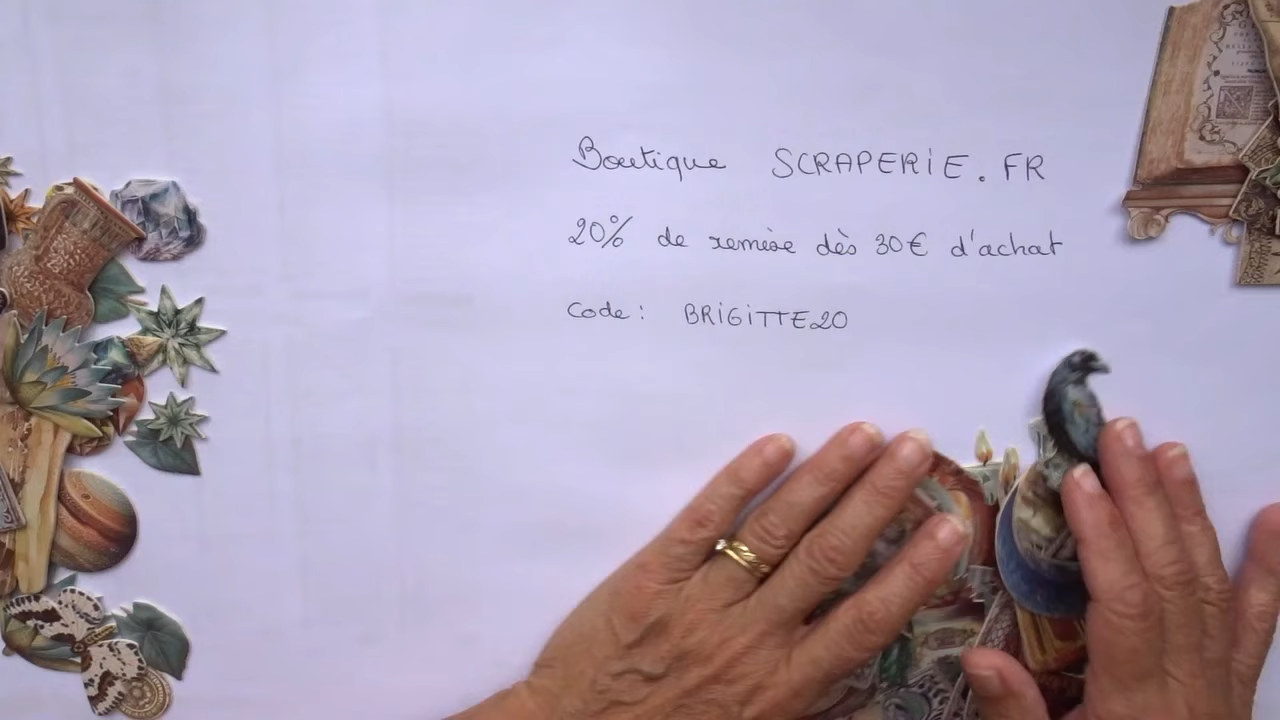 Boutique SCRAPERIE.FR
20% de remise dès 30€ d'achat
Code: BRIGITTE20